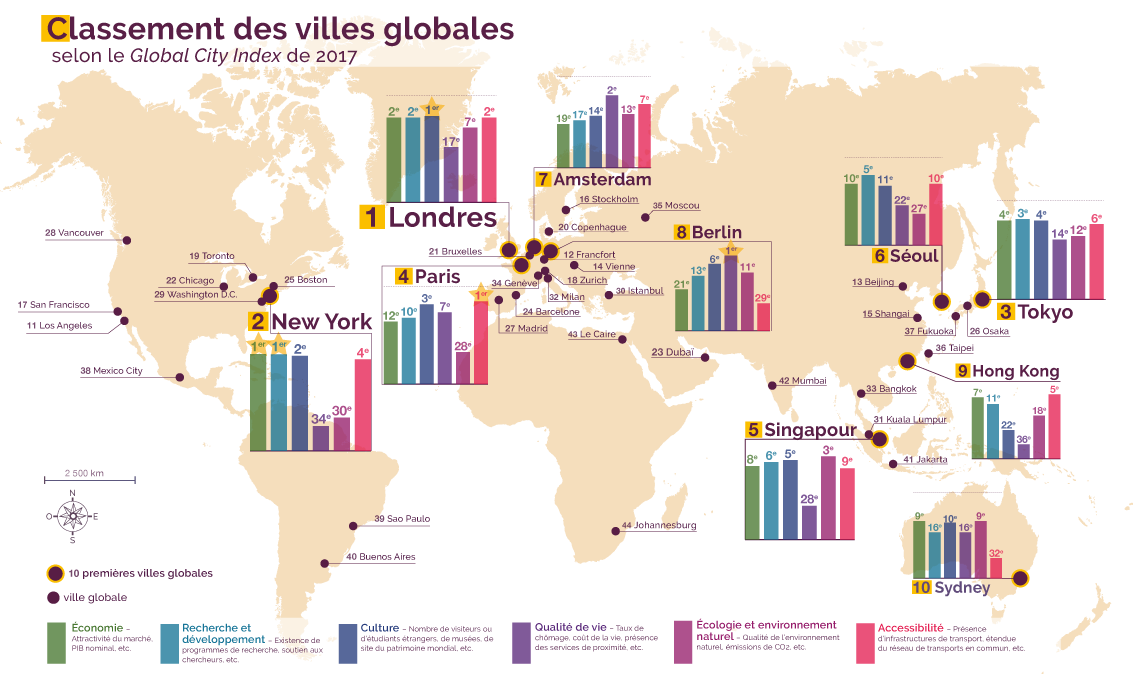 Classement des villes globales
selon le Global City Index de 2017
2e 2e 1er 17e 7e 2e
1 Londres
19e 17e 14e 2e 13e 7e
7 Amsterdam
16 Stockholm
35 Moscou
20 Copenhague
21 Bruxelles
12 Francfort
14 Vienne
34 Genève
18 Zurich
32 Milan
30 Istanbul
24 Barcelone
27 Madrid
43 Le Caire
23 Dubaï
8 Berlin
21e 13e 6e 1er 11e 29e
4 Paris
12e 10e 3e 7e 28e 1er
28 Vancouver
19 Toronto
22 Chicago
25 Boston
29 Washington D.C.
17 San Francisco
11 Los Angeles
38 Mexico City
2 New York
1er 1er 2e 34e 30e 4e
10e 5e 11e 22e 27e 10e
6 Séoul
4e 3e 4e 14e 12e 6e
3 Tokyo
13 Beijing
15 Shangai
37 Fukuoka
26 Osaka
36 Taipei
9 Hong Kong
7e 11e 22e 36e 18e 5e
42 Mumbai
33 Bangkok
31 Kuala Lumpur
5 Singapour
8e 6e 5e 28e 3e 9e
41 Jakarta
9e 16e 10e 16e 9e 32e
10 Sydney
44 Johannesburg
39 Sao Paulo
40 Buenos Aires
2 500 km
N
O E
S
10 premières villes globales
ville globale
Économie –
Attractivité du marché,
PIB nominal, etc.
Recherche et
développement – Existence de
programmes de recherche, soutien aux
chercheurs, etc.
Culture – Nombre de visiteurs ou
d'étudiants étrangers, de musées, de
site du patrimoine mondial, etc.
Qualité de vie – Taux de
chômage, coût de la vie, présence
des services de proximité, etc.
Écologie et environnement
naturel – Qualité de l'environnement
naturel, émissions de CO2, etc.
Accessibilité – Présence
d'infrastructures de transport, étendue
du réseau de transports en commun, etc.